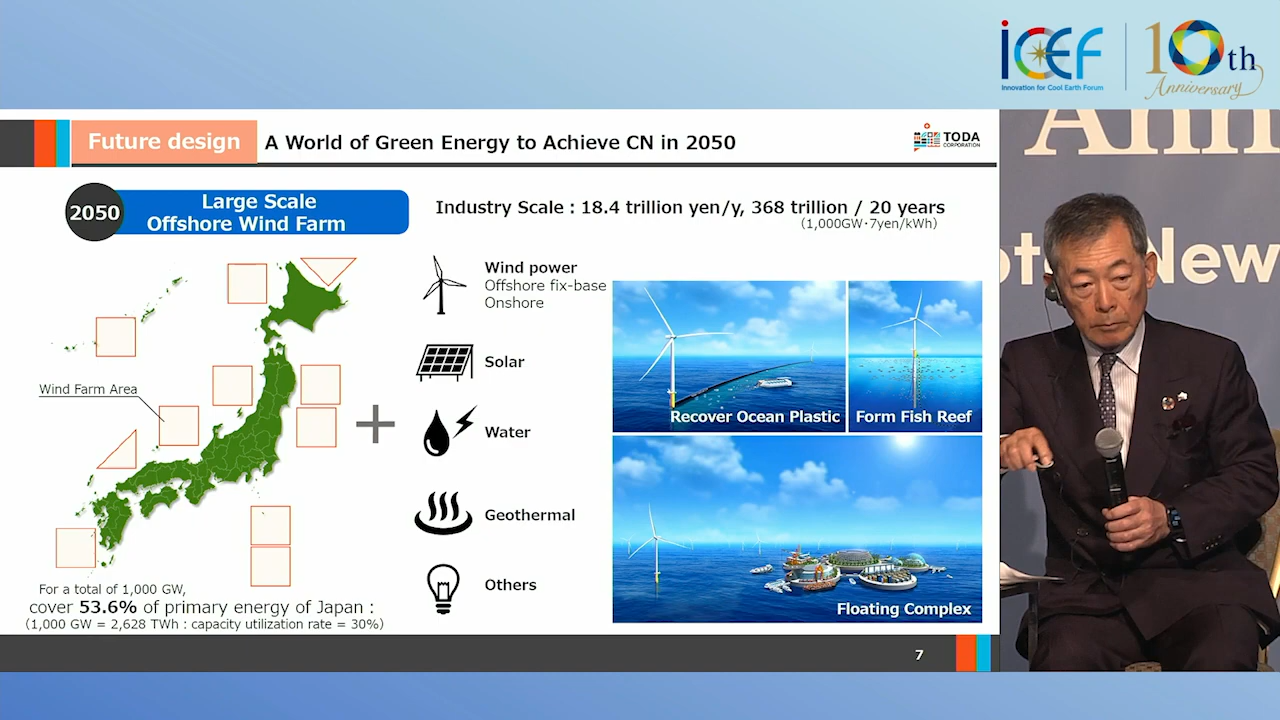 iCEF
Innovation for Cool Earth Forum
10th
Anniversary
Future design
A World of Green Energy to Achieve CN in 2050
TODA
CORPORATION
2050
Large Scale
Offshore Wind Farm
Industry Scale : 18.4 trillion yen/y, 368 trillion / 20 years
(1,000GW･7yen/kWh)
Wind Farm Area
+
Wind power
Offshore fix-base
Onshore
Solar
Water
Geothermal
Others
Recover Ocean Plastic
Form Fish Reef
Floating Complex
For a total of 1,000 GW,
cover 53.6% of primary energy of Japan :
(1,000 GW = 2,628 TWh : capacity utilization rate = 30%)
7
Ann
New